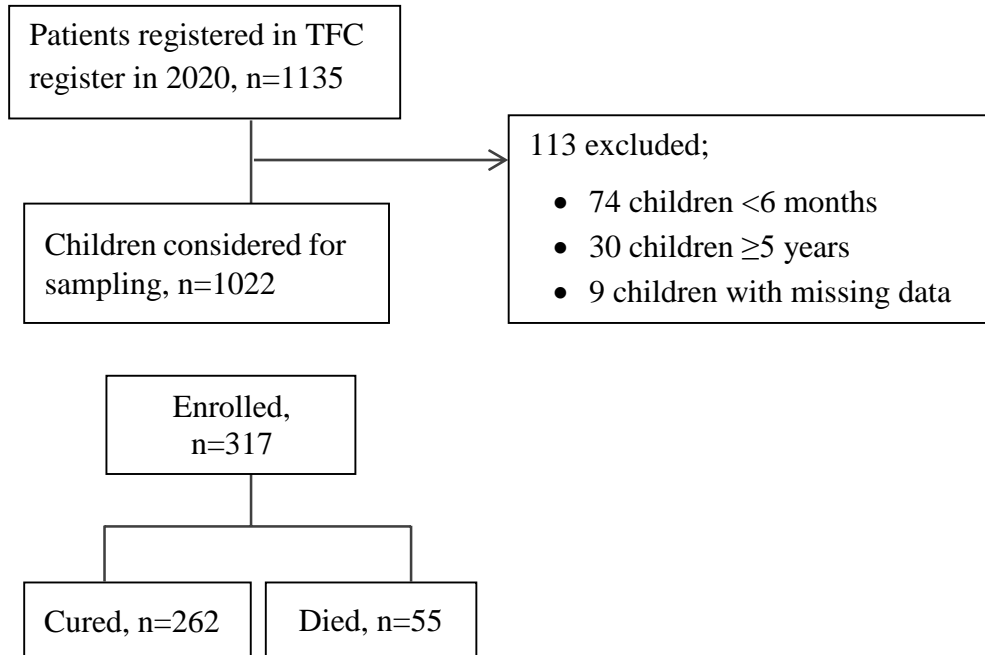 Patients registered in TFC
register in 2020, n=1135
113 excluded;
• 74 children <6 months
• 30 children ≥5 years
• 9 children with missing data
Children considered for
sampling, n=1022
Enrolled,
n=317
Cured, n=262
Died, n=55